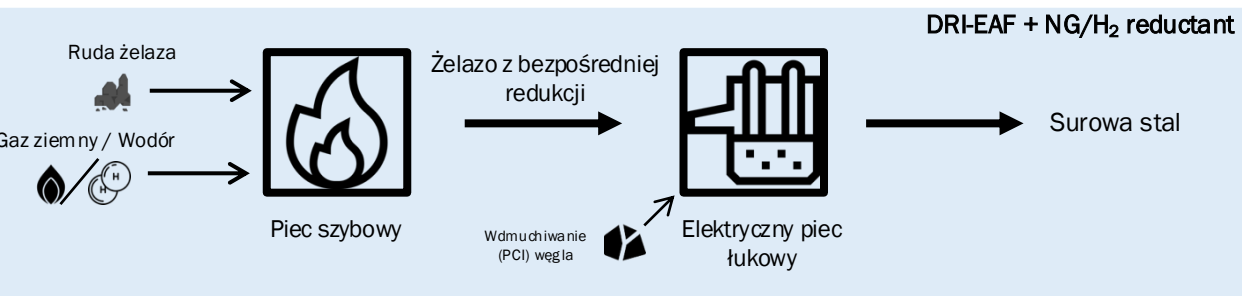 DRI-EAF + NG/H₂ reductant
Ruda żelaza
Gaz ziemny / Wodór
H
H
Piec szybowy
Żelazo z bezpośredniej
redukcji
Wdmuchiwanie
(PCI) węgla
Elektryczny piec
łukowy
Surowa stal